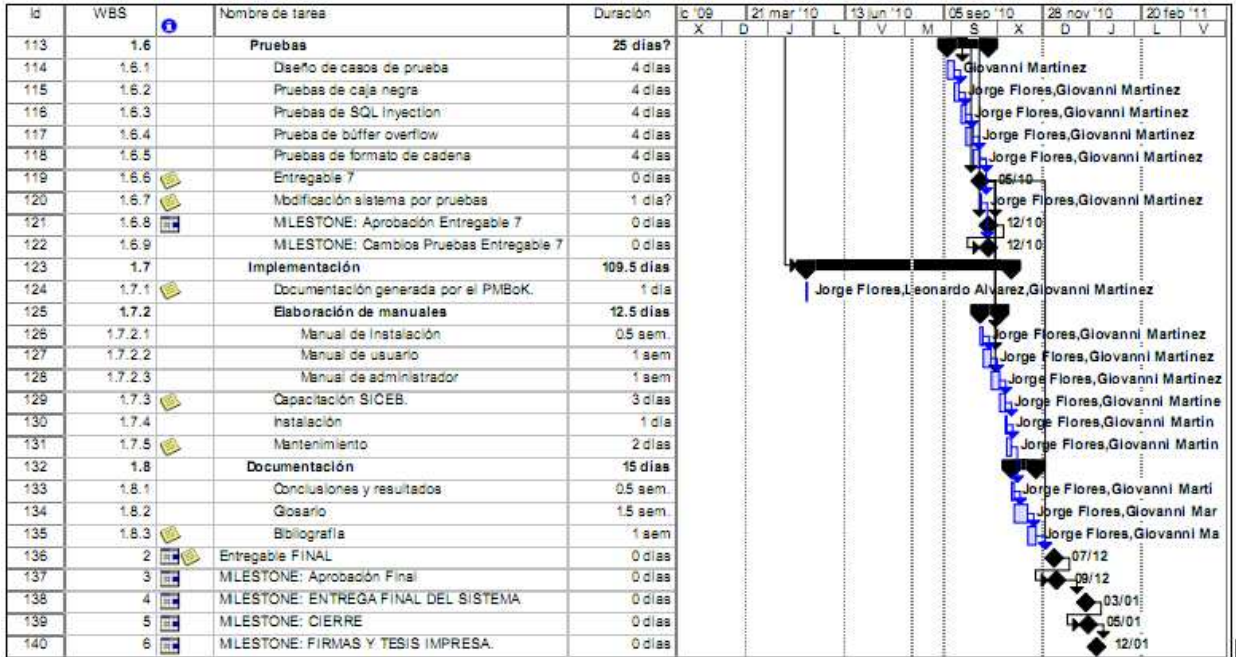 Id WBS Nombre de tarea Duración ic '09 21 mar '10 13 jun '10 05 sep '10 28 nov '10 20 feb '11
X D J L V M S X D J L V
113 1.6 Pruebas 25 días?
114 1.6.1 Diseño de casos de prueba 4 días Giovanni Martinez
115 1.6.2 Pruebas de caja negra 4 días Jorge Flores,Giovanni Martinez
116 1.6.3 Pruebas de SQL Inyection 4 días Jorge Flores,Giovanni Martinez
117 1.6.4 Prueba de búffer overflow 4 días Jorge Flores,Giovanni Martinez
118 1.6.5 Pruebas de formato de cadena 4 días Jorge Flores,Giovanni Martinez
119 1.6.6 Entregable 7 0 días 05/10
120 1.6.7 Modificación sistema por pruebas 1 día? Jorge Flores,Giovanni Martinez
121 1.6.8 MILESTONE: Aprobación Entregable 7 0 días 12/10
122 1.6.9 MILESTONE: Cambios Pruebas Entregable 7 0 días 12/10
123 1.7 Implementación 109.5 días
124 1.7.1 Documentación generada por el PMBoK. 1 día Jorge Flores,Leonardo Alvarez,Giovanni Martinez
125 1.7.2 Elaboración de manuales 12.5 días
126 1.7.2.1 Manual de Instalación 0.5 sem. Jorge Flores,Giovanni Martinez
127 1.7.2.2 Manual de usuario 1 sem Jorge Flores,Giovanni Martinez
128 1.7.2.3 Manual de administrador 1 sem Jorge Flores,Giovanni Martinez
129 1.7.3 Capacitación SICEB. 3 días Jorge Flores,Giovanni Martine
130 1.7.4 Instalación 1 día Jorge Flores,Giovanni Martin
131 1.7.5 Mantenimiento 2 días Jorge Flores,Giovanni Martin
132 1.8 Documentación 15 días
133 1.8.1 Conclusiones y resultados 0.5 sem. Jorge Flores,Giovanni Marti
134 1.8.2 Glosario 1.5 sem. Jorge Flores,Giovanni Mar
135 1.8.3 Bibliografía 1 sem Jorge Flores,Giovanni Ma
136 2 Entregable FINAL 0 días 07/12
137 3 MILESTONE: Aprobación Final 0 días 09/12
138 4 MILESTONE: ENTREGA FINAL DEL SISTEMA 0 días 03/01
139 5 MILESTONE: CIERRE 0 días 05/01
140 6 MILESTONE: FIRMAS Y TESIS IMPRESA. 0 días 12/01